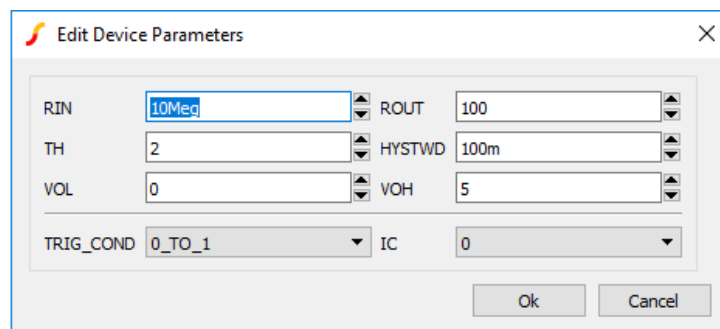 Edit Device Parameters
RIN 10Meg ROUT 100
TH 2 HYSTWD 100m
VOL 0 VOH 5
TRIG_COND 0_TO_1 IC 0
Ok Cancel